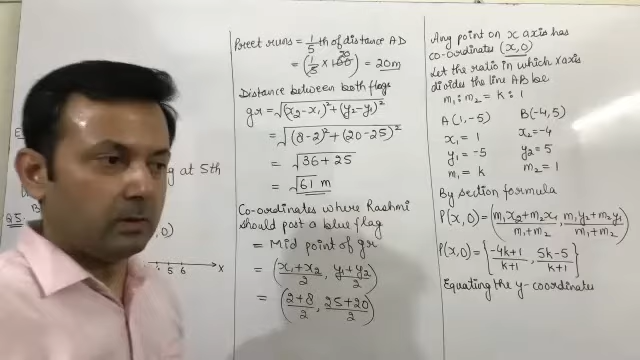 ng at 5th
Q5.
0)
4 5 6 x
Preet runs = 1/5 th of distance AD
= (1/5 × 100) 20 = 20m
Distance between both flags
gr = √(x₂-x₁)²+(y₂-y₁)²
= √(8-2)²+(20-25)²
= √36+25
= √61 m
Co-ordinates where Rashmi
should post a blue flag
= Mid point of gr
= (x₁+x₂/2, y₁+y₂/2)
= (2+8/2, 25+20/2)
Any point on x axis has
co-ordinates (x,0)
Let the ratio in which x axis
divides the line AB be
m₁:m₂ = k:1
A(1,-5) B(-4,5)
x₁ = 1 x₂=-4
y₁ = -5 y₂= 5
m₁ = k m₂ = 1
By section formula
P(x,0)=(m₁x₂+m₂x₁/m₁+m₂, m₁y₂+m₂y₁/m₁+m₂)
P(x,0)={-4k+1/k+1, 5k-5/k+1}
Equating the y-coordinates